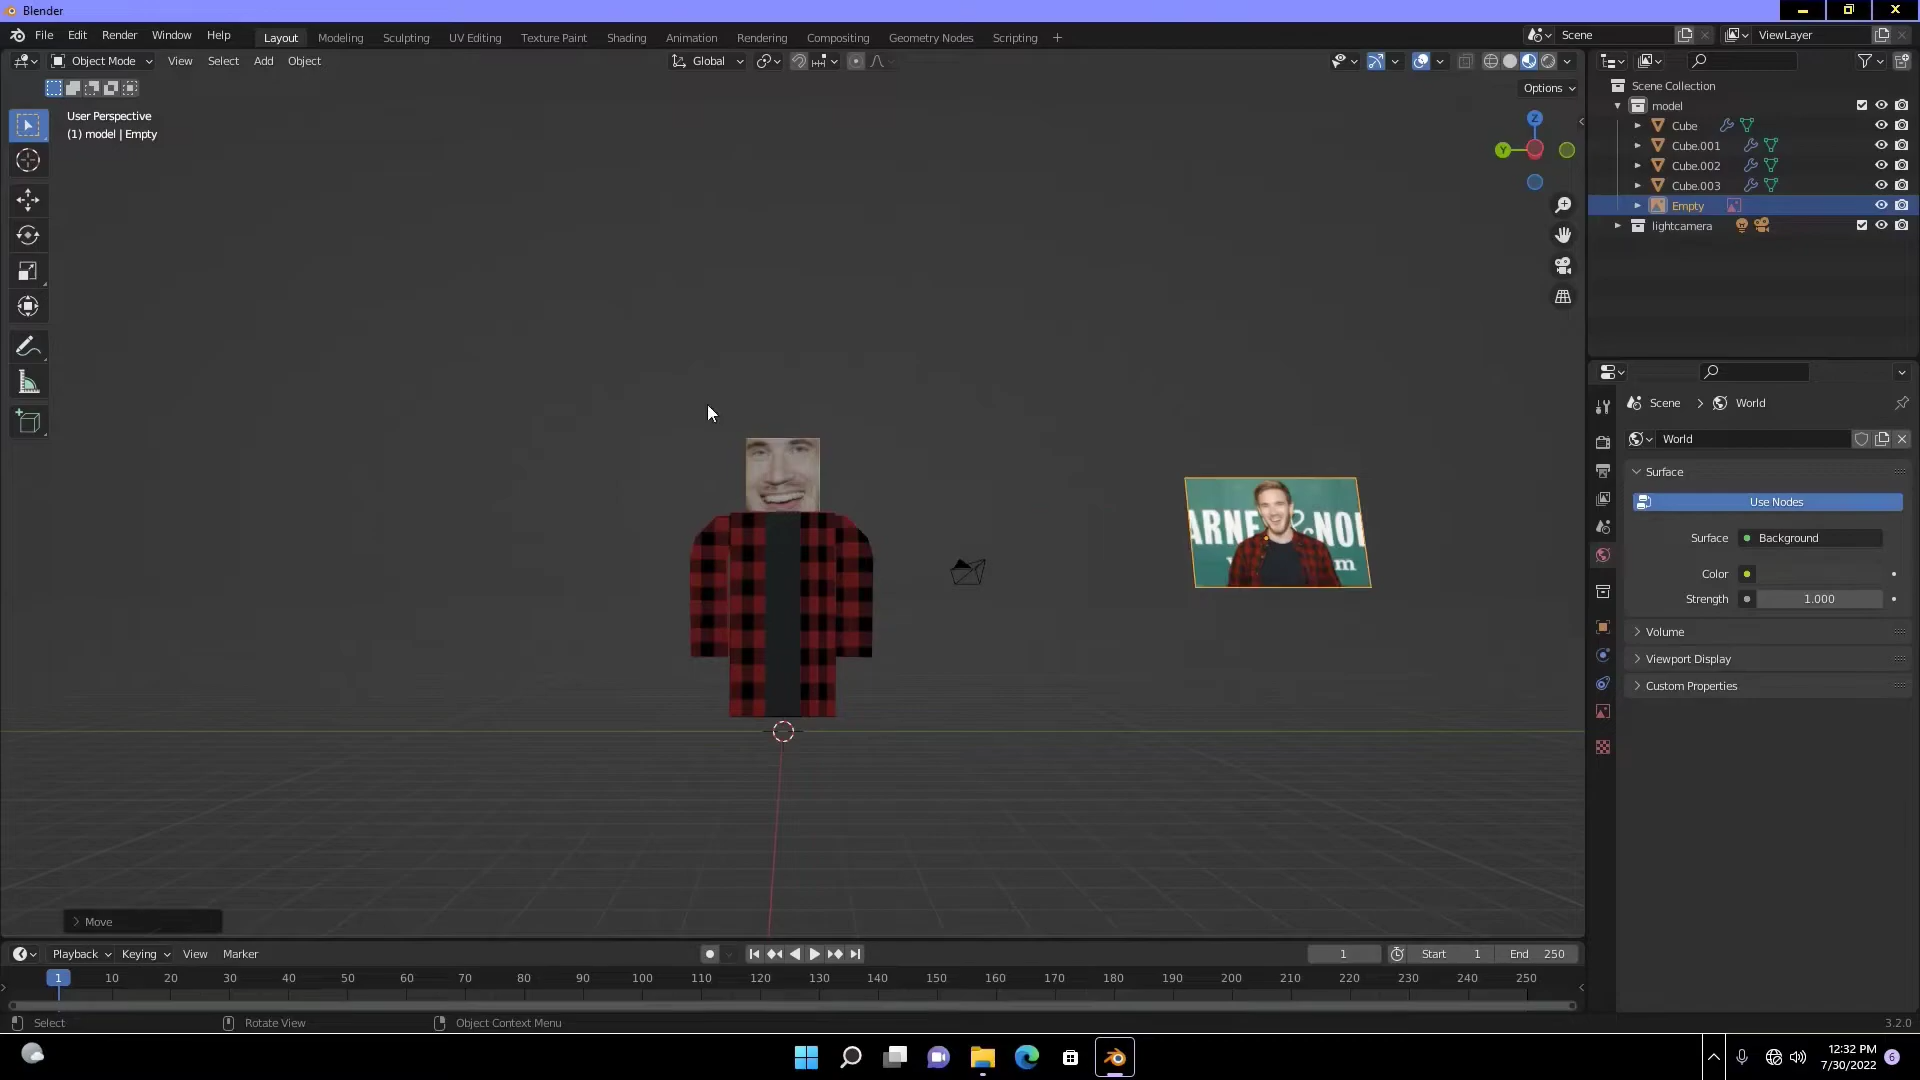 Blender
File Edit Render Window Help
Layout Modeling Sculpting UV Editing Texture Paint Shading Animation Rendering Compositing Geometry Nodes Scripting +
Scene
ViewLayer
Object Mode View Select Add Object
Global
Options
User Perspective
(1) model | Empty
Z
Y
Scene Collection
model
Cube
Cube.001
Cube.002
Cube.003
Empty
lightcamera
Scene > World
World
Surface
Use Nodes
Surface Background
Color
Strength 1.000
Volume
Viewport Display
Custom Properties
ARNE & NO
m
> Move
Playback Keying View Marker
1 Start 1 End 250
1 10 20 30 40 50 60 70 80 90 100 110 120 130 140 150 160 170 180 190 200 210 220 230 240 250
Select Rotate View Object Context Menu
3.2.0
12:32 PM
7/30/2022
6